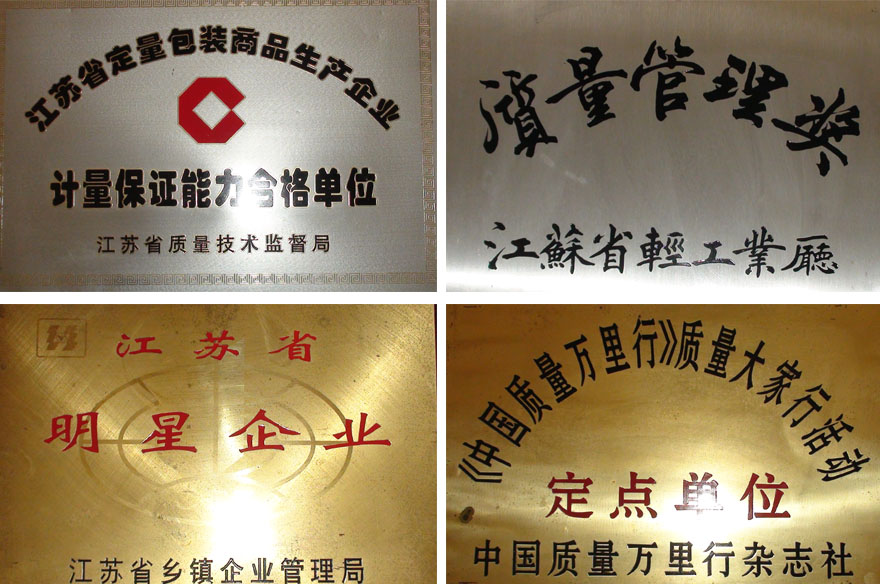 江苏省定量包装商品生产企业
计量保证能力合格单位
江苏省质量技术监督局
質量管理奖
江蘇省輕工業廳
江苏省
明星企业
江苏省乡镇企业管理局
《中国质量万里行》质量大家行活动
定点单位
中国质量万里行杂志社